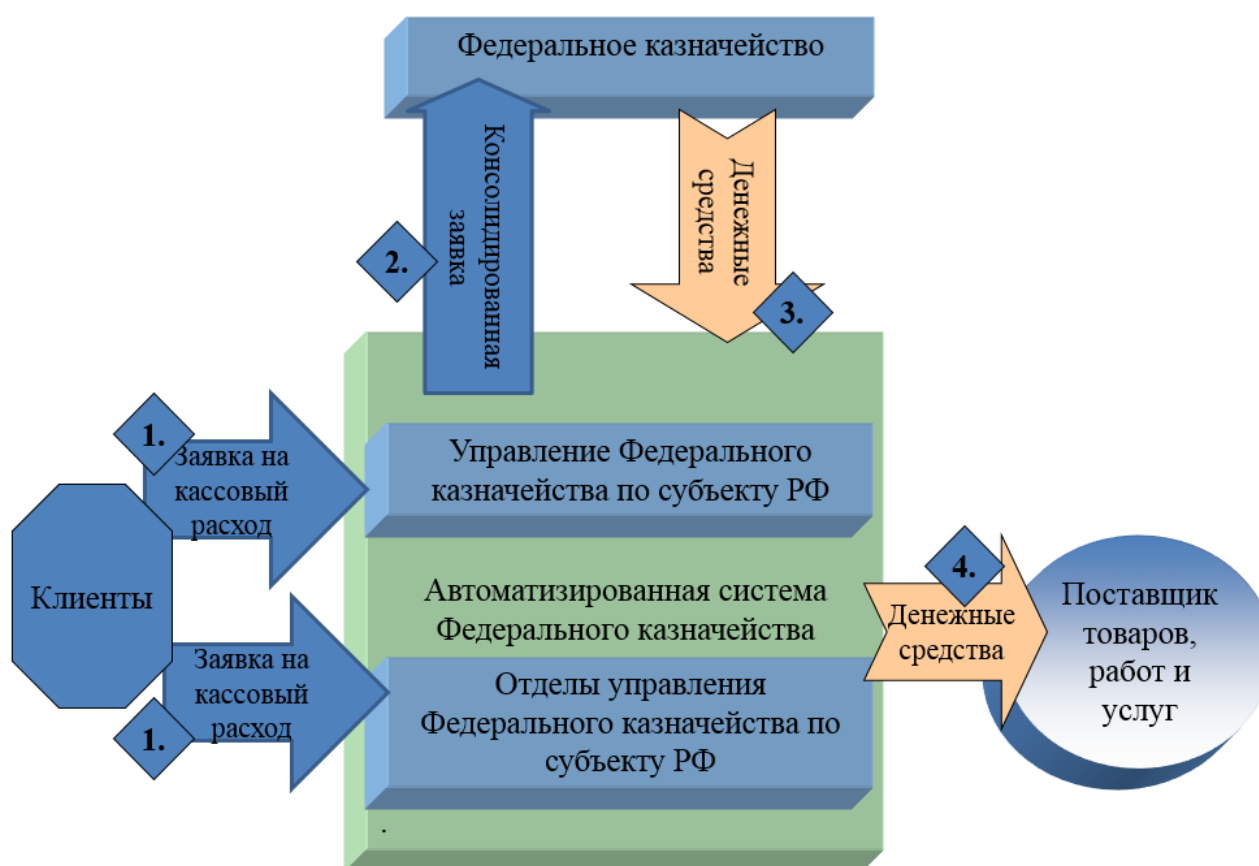 Федеральное казначейство
Консолидированная
заявка
Денежные
средства
2.
3.
1.
Заявка на
кассовый
расход
Управление Федерального
казначейства по субъекту РФ
Клиенты
Автоматизированная система
Федерального казначейства
4.
Денежные
средства
Поставщик
товаров,
работ и
услуг
Заявка на
кассовый
расход
1.
Отделы управления
Федерального казначейства по
субъекту РФ
.